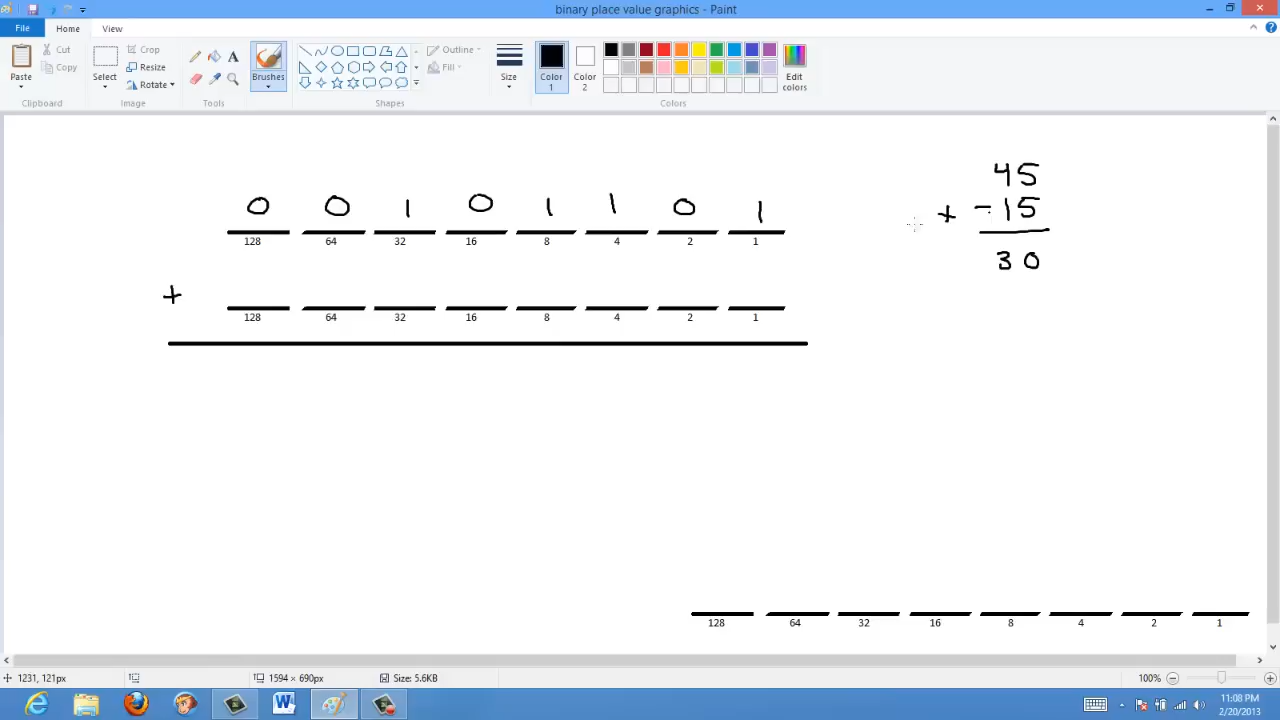 binary place value graphics - Paint
File Home View
Paste
Cut
Copy
Clipboard
Select
Crop
Resize
Rotate
Image
A
Tools
Brushes
Outline
Fill
Shapes
Size
Color 1
Color 2
Edit colors
Colors
0 0 1 0 1 1 0 1
128 64 32 16 8 4 2 1
+
128 64 32 16 8 4 2 1
45
+ -15
30
128 64 32 16 8 4 2 1
1231, 121px
1594 × 690px
Size: 5.6KB
100%
11:08 PM
2/20/2013